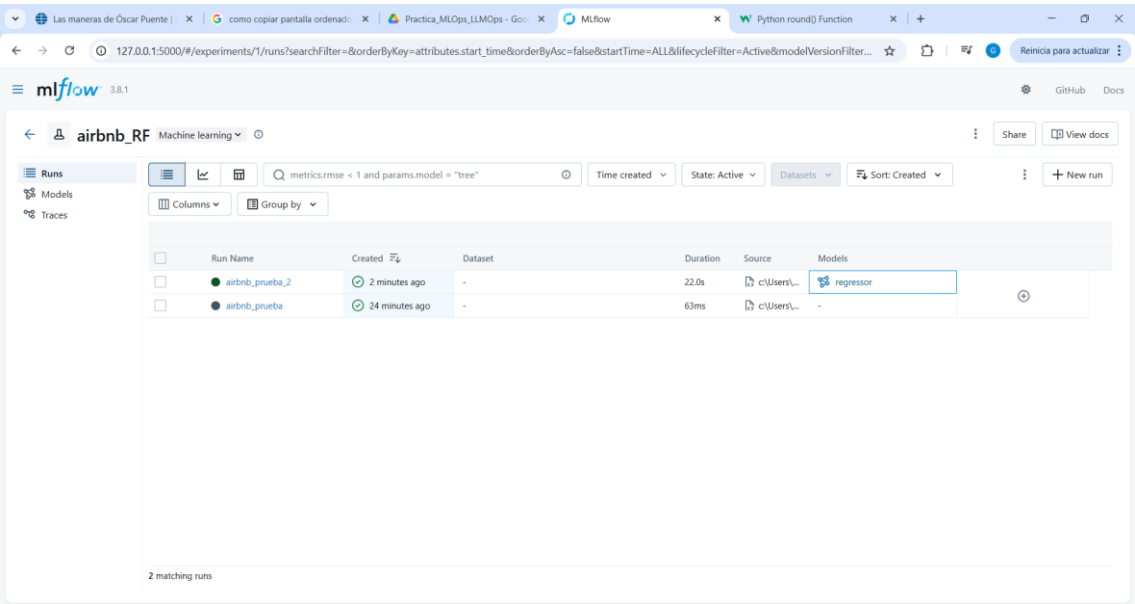 Las maneras de Óscar Puente | como copiar pantalla ordenado Practica_MLOps_LLMOps - Goo MLflow Python round() Function
127.0.0.1:5000/#/experiments/1/runs?searchFilter=&orderByKey=attributes.start_time&orderByAsc=false&startTime=ALL&lifecycleFilter=Active&modelVersionFilter... G Reinicia para actualizar
mlflow 3.8.1 GitHub Docs
airbnb_RF Machine learning Share View docs
Runs
Models
Traces
metrics.rmse < 1 and params.model = "tree" Time created State: Active Datasets Sort: Created + New run
Columns Group by
Run Name Created Dataset Duration Source Models
airbnb_prueba_2 2 minutes ago - 22.0s c:\Users\... regressor
airbnb_prueba 24 minutes ago - 63ms c:\Users\... -
2 matching runs